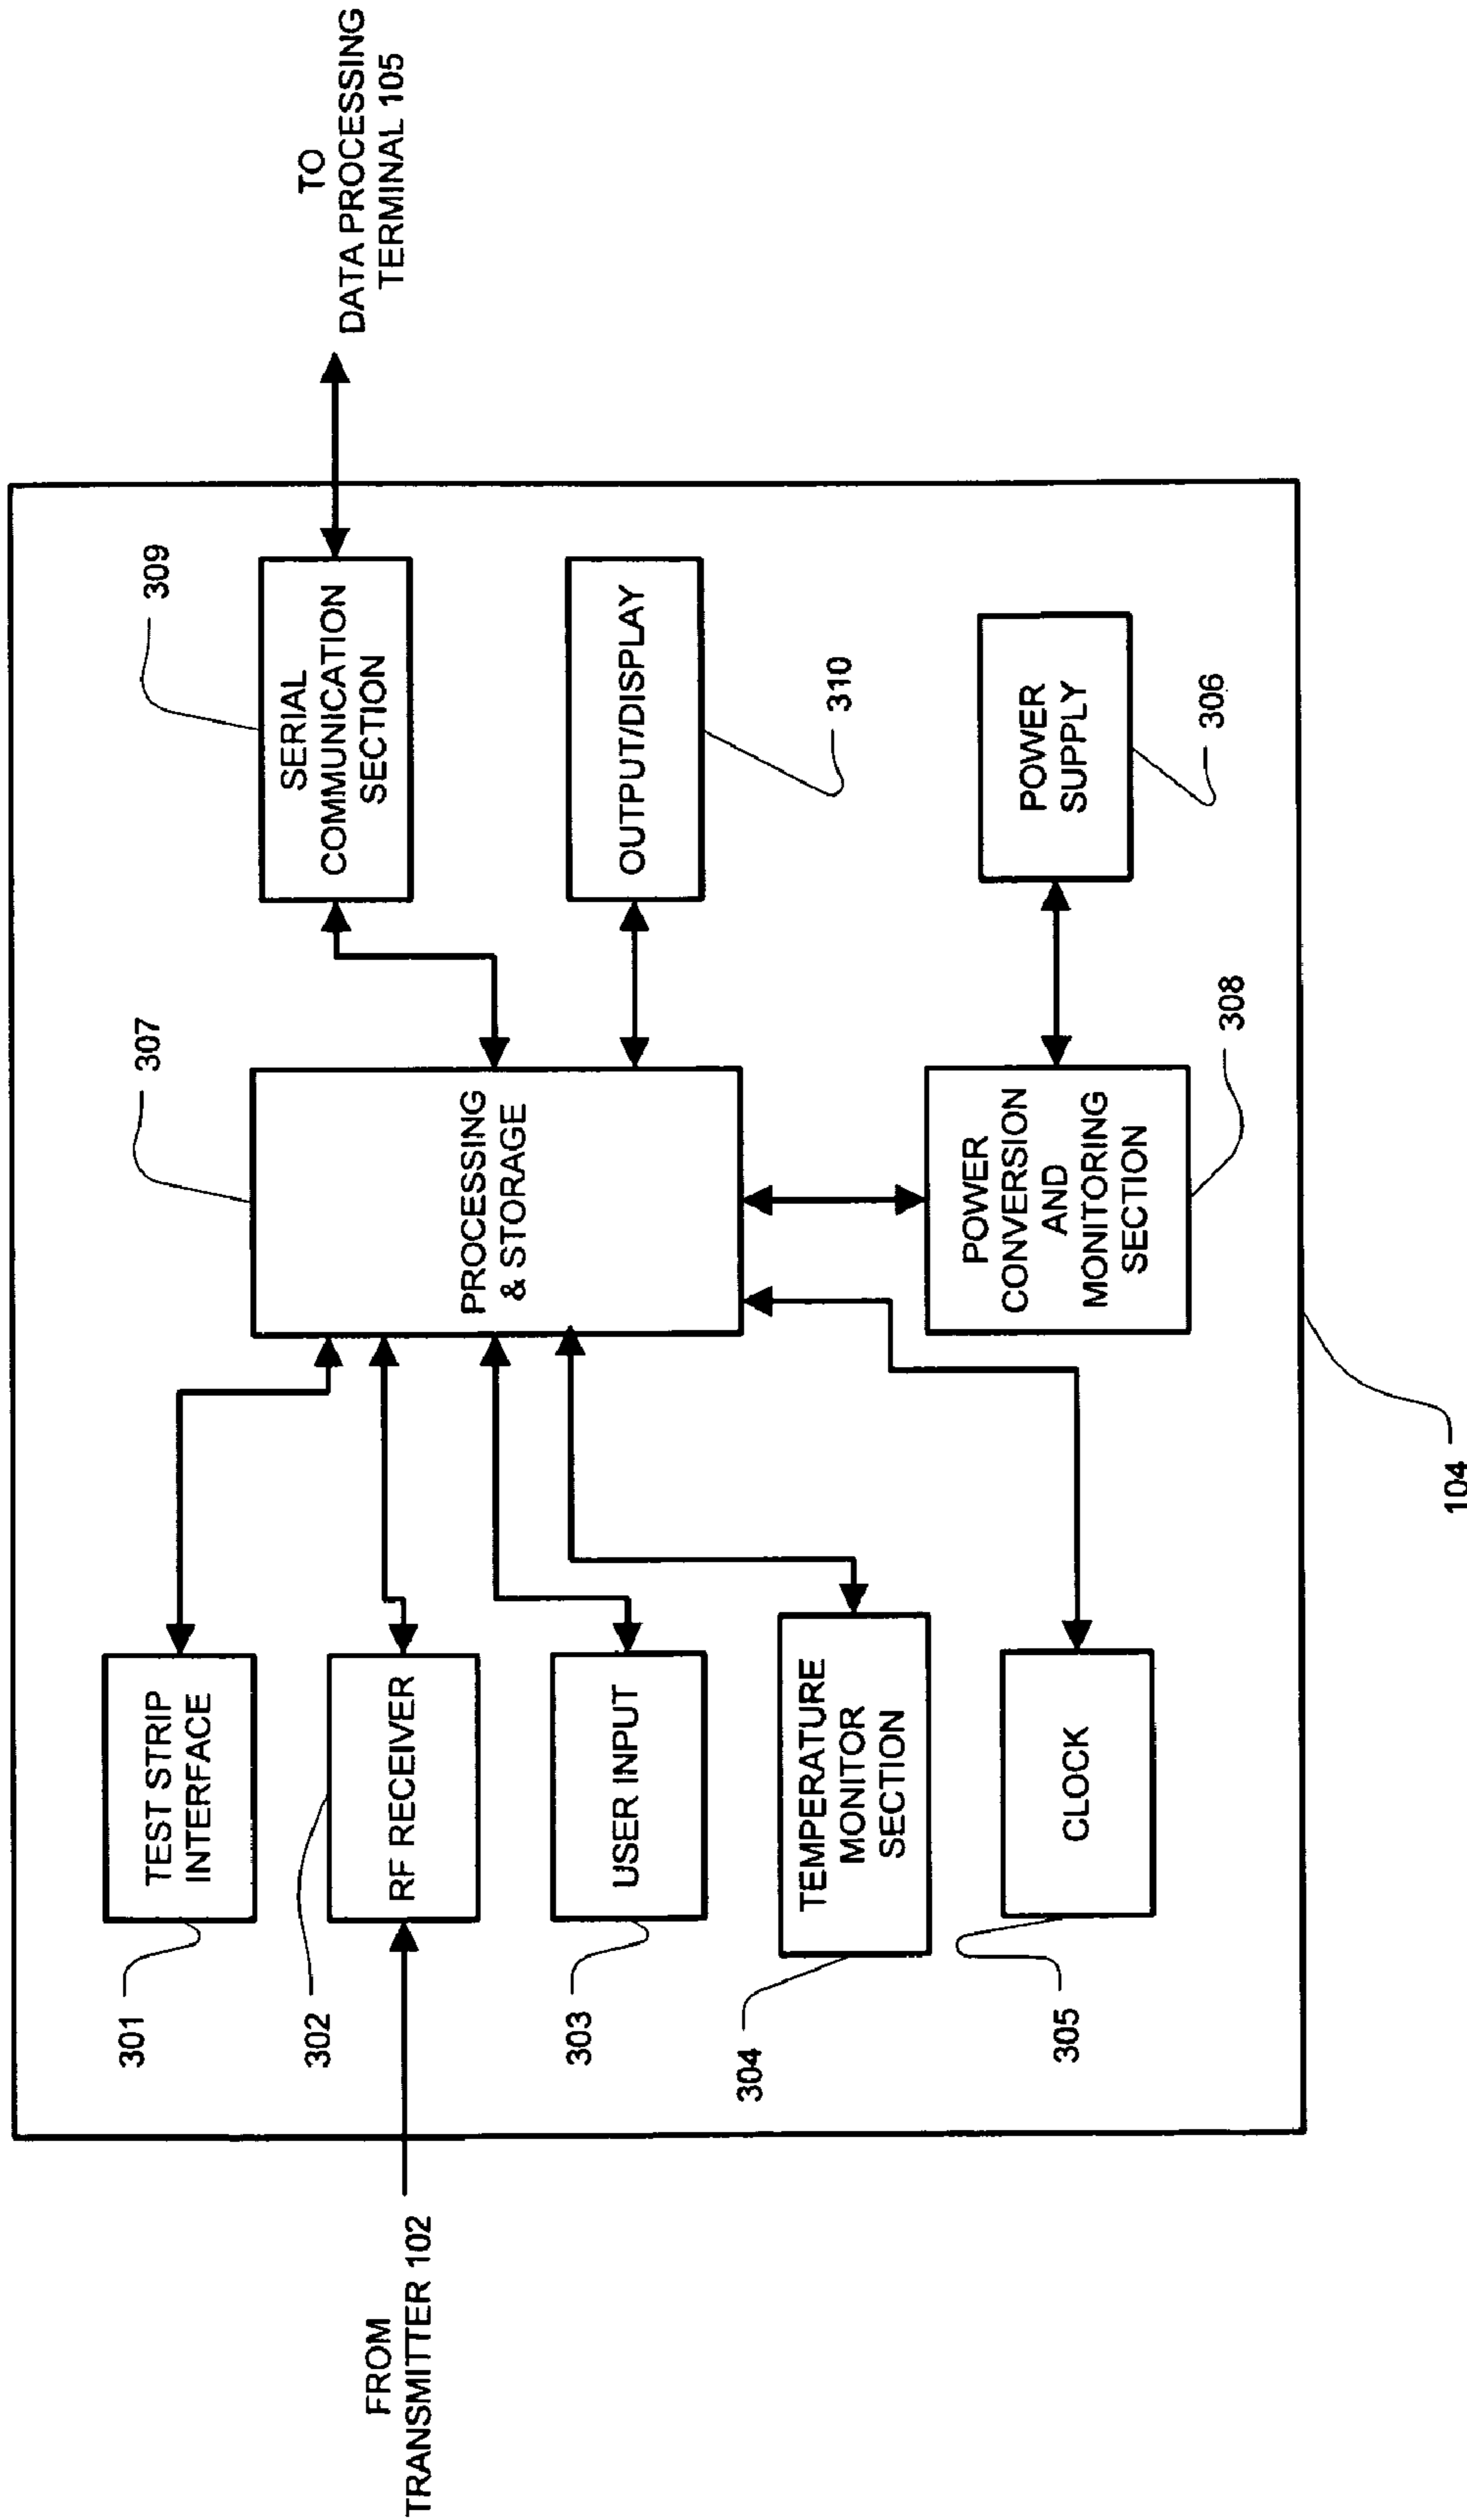 FROM
TRANSMITTER 102
301
TEST STRIP
INTERFACE
302
RF RECEIVER
303
USER INPUT
304
TEMPERATURE
MONITOR
SECTION
305
CLOCK
307
PROCESSING
& STORAGE
308
POWER
CONVERSION
AND
MONITORING
SECTION
309
SERIAL
COMMUNICATION
SECTION
310
OUTPUT/DISPLAY
306
POWER
SUPPLY
TO
DATA PROCESSING
TERMINAL 105
104